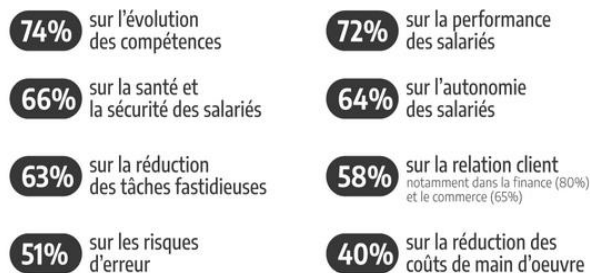 74%
sur l'évolution
des compétences
72%
sur la performance
des salariés
66%
sur la santé et
la sécurité des salariés
64%
sur l'autonomie
des salariés
63%
sur la réduction
des tâches fastidieuses
58%
sur la relation client
notamment dans la finance (80%)
et le commerce (65%)
51%
sur les risques
d'erreur
40%
sur la réduction des
coûts de main d'oeuvre